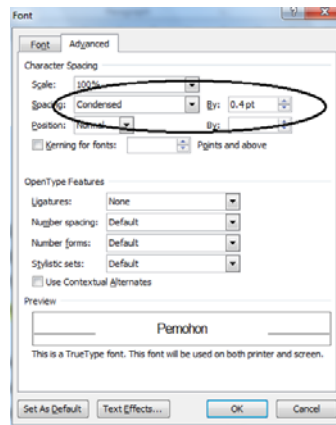 Font
Font Advanced
Character Spacing
Scale: 100%
Spacing: Condensed By: 0.4 pt
Position: Normal By:
Kerning for fonts: Points and above
OpenType Features
Ligatures: None
Number spacing: Default
Number forms: Default
Stylistic sets: Default
Use Contextual Alternates
Preview
Pemohon
This is a TrueType font. This font will be used on both printer and screen.
Set As Default Text Effects... OK Cancel